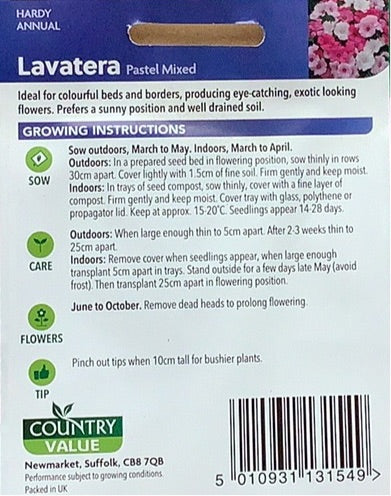 HARDY
ANNUAL
Lavatera Pastel Mixed
Ideal for colourful beds and borders, producing eye-catching, exotic looking
flowers. Prefers a sunny position and well drained soil.
GROWING INSTRUCTIONS
SOW
Sow outdoors, March to May. Indoors, March to April.
Outdoors: In a prepared seed bed in flowering position, sow thinly in rows
30cm apart. Cover lightly with 1.5cm of fine soil. Firm gently and keep moist.
Indoors: In trays of seed compost, sow thinly, cover with a fine layer of
compost. Firm gently and keep moist. Cover tray with glass, polythene or
propagator lid. Keep at approx. 15-20°C. Seedlings appear 14-28 days.
CARE
Outdoors: When large enough thin to 5cm apart. After 2-3 weeks thin to
25cm apart.
Indoors: Remove cover when seedlings appear, when large enough
transplant 5cm apart in trays. Stand outside for a few days late May (avoid
frost). Then transplant 25cm apart in flowering position.
FLOWERS
June to October. Remove dead heads to prolong flowering.
TIP
Pinch out tips when 10cm tall for bushier plants.
COUNTRY
VALUE
Newmarket, Suffolk, CB8 7QB
Performance subject to growing conditions.
Packed in UK
5 010931 131549 >